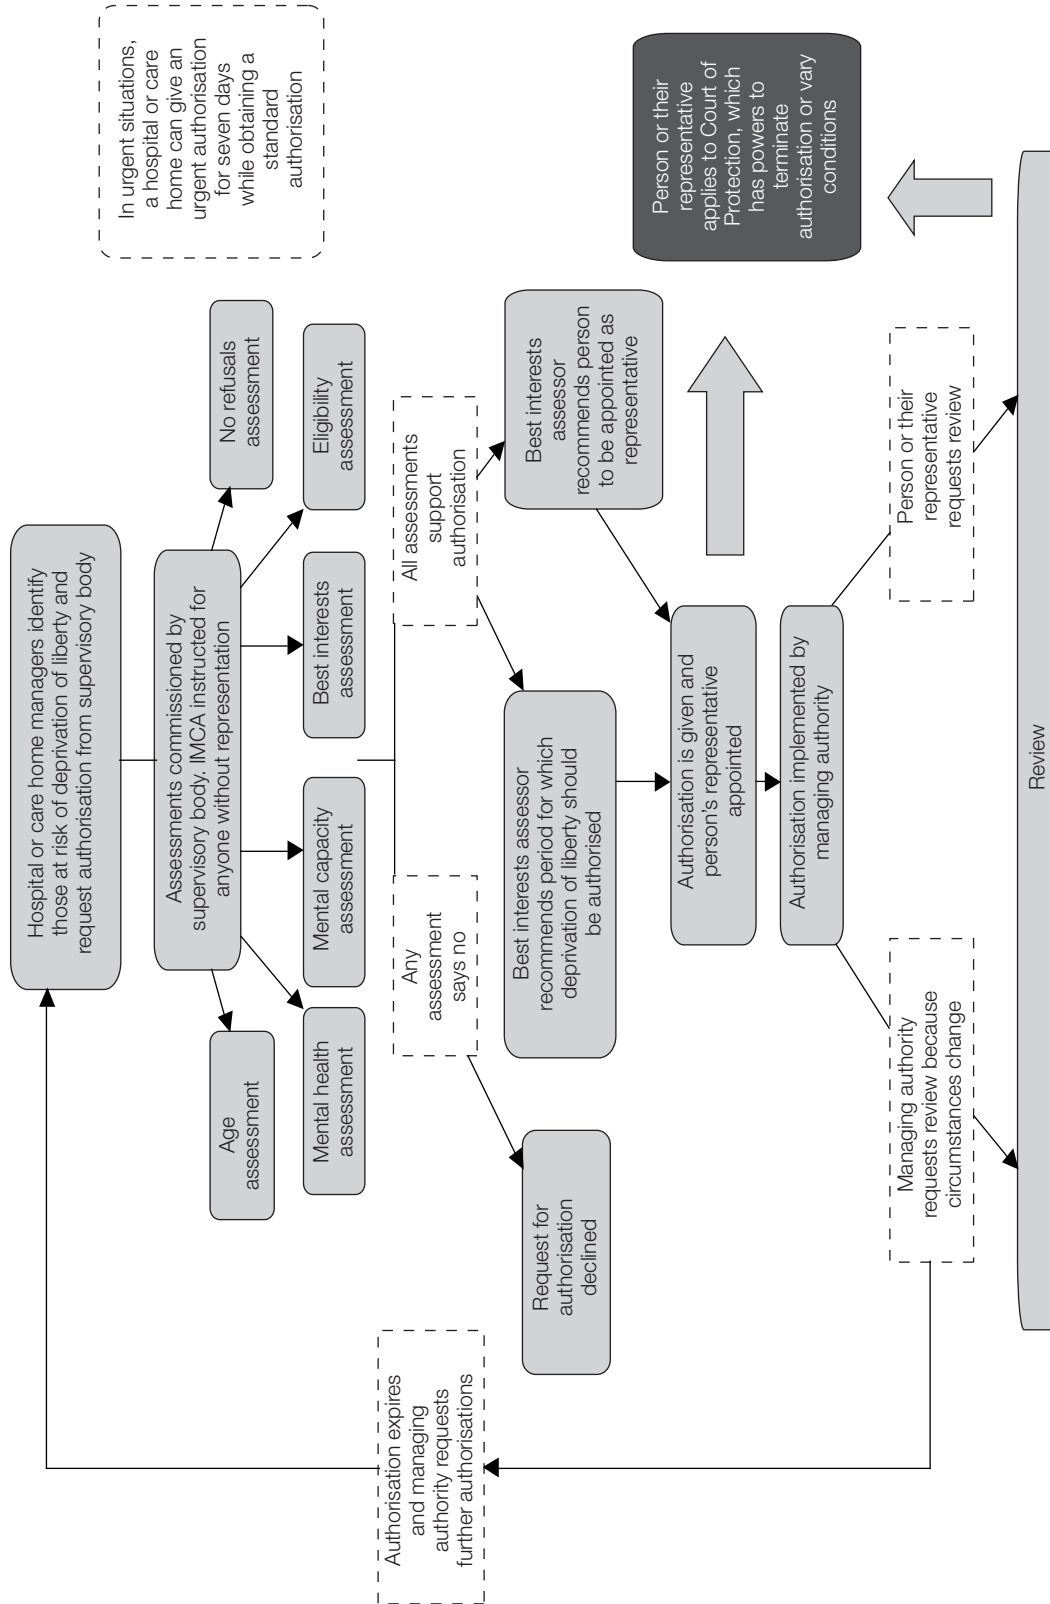 In urgent situations,
a hospital or care
home can give an
urgent authorisation
for seven days
while obtaining a
standard
authorisation
Hospital or care home managers identify
those at risk of deprivation of liberty and
request authorisation from supervisory body
Assessments commissioned by
supervisory body. IMCA instructed for
anyone without representation
Age
assessment
No refusals
assessment
Mental health
assessment
Mental capacity
assessment
Best interests
assessment
Eligibility
assessment
Authorisation expires
and managing
authority requests
further authorisations
Any
assessment
says no
All assessments
support
authorisation
Request for
authorisation
declined
Best interests assessor
recommends period for which
deprivation of liberty should
be authorised
Best interests
assessor
recommends person
to be appointed as
representative
Authorisation is given and
person's representative
appointed
Person or their
representative
applies to Court of
Protection, which
has powers to
terminate
authorisation or vary
conditions
Authorisation implemented by
managing authority
Managing authority
requests review because
circumstances change
Person or their
representative
requests review
Review